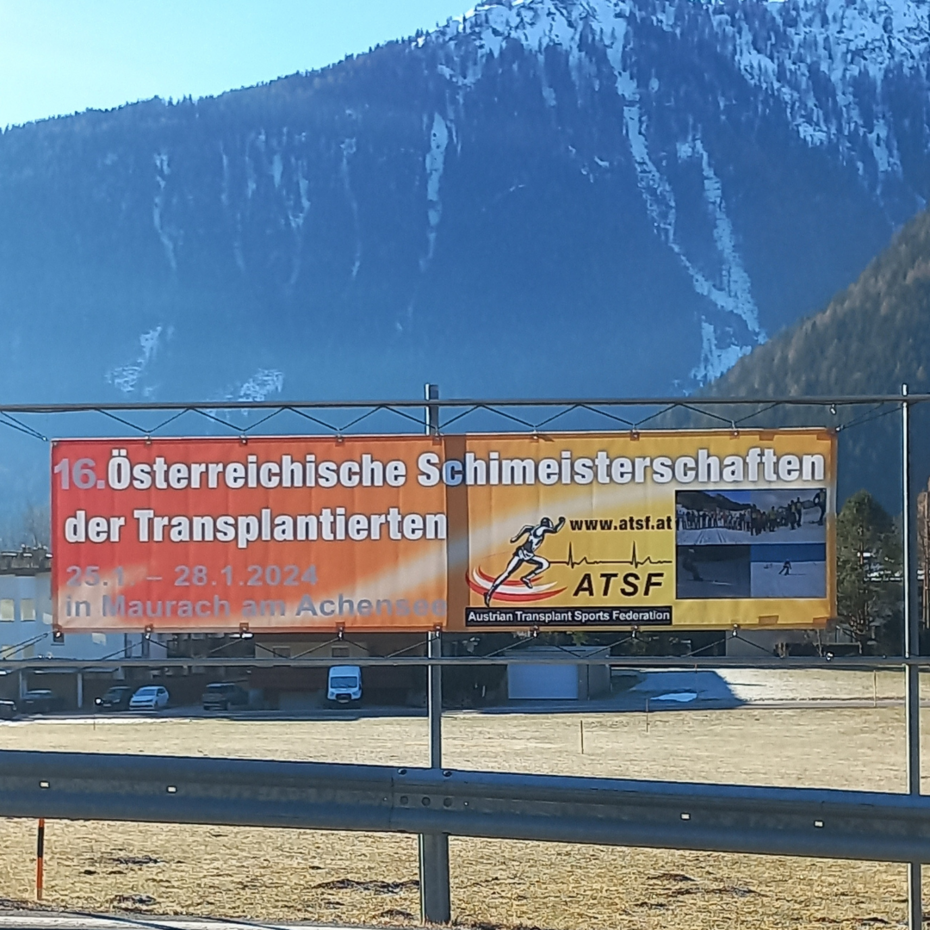 16.Österreichische Schimeisterschaften
der Transplantierten
25.1. – 28.1.2024
in Maurach am Achensee
www.atsf.at
ATSF
Austrian Transplant Sports Federation